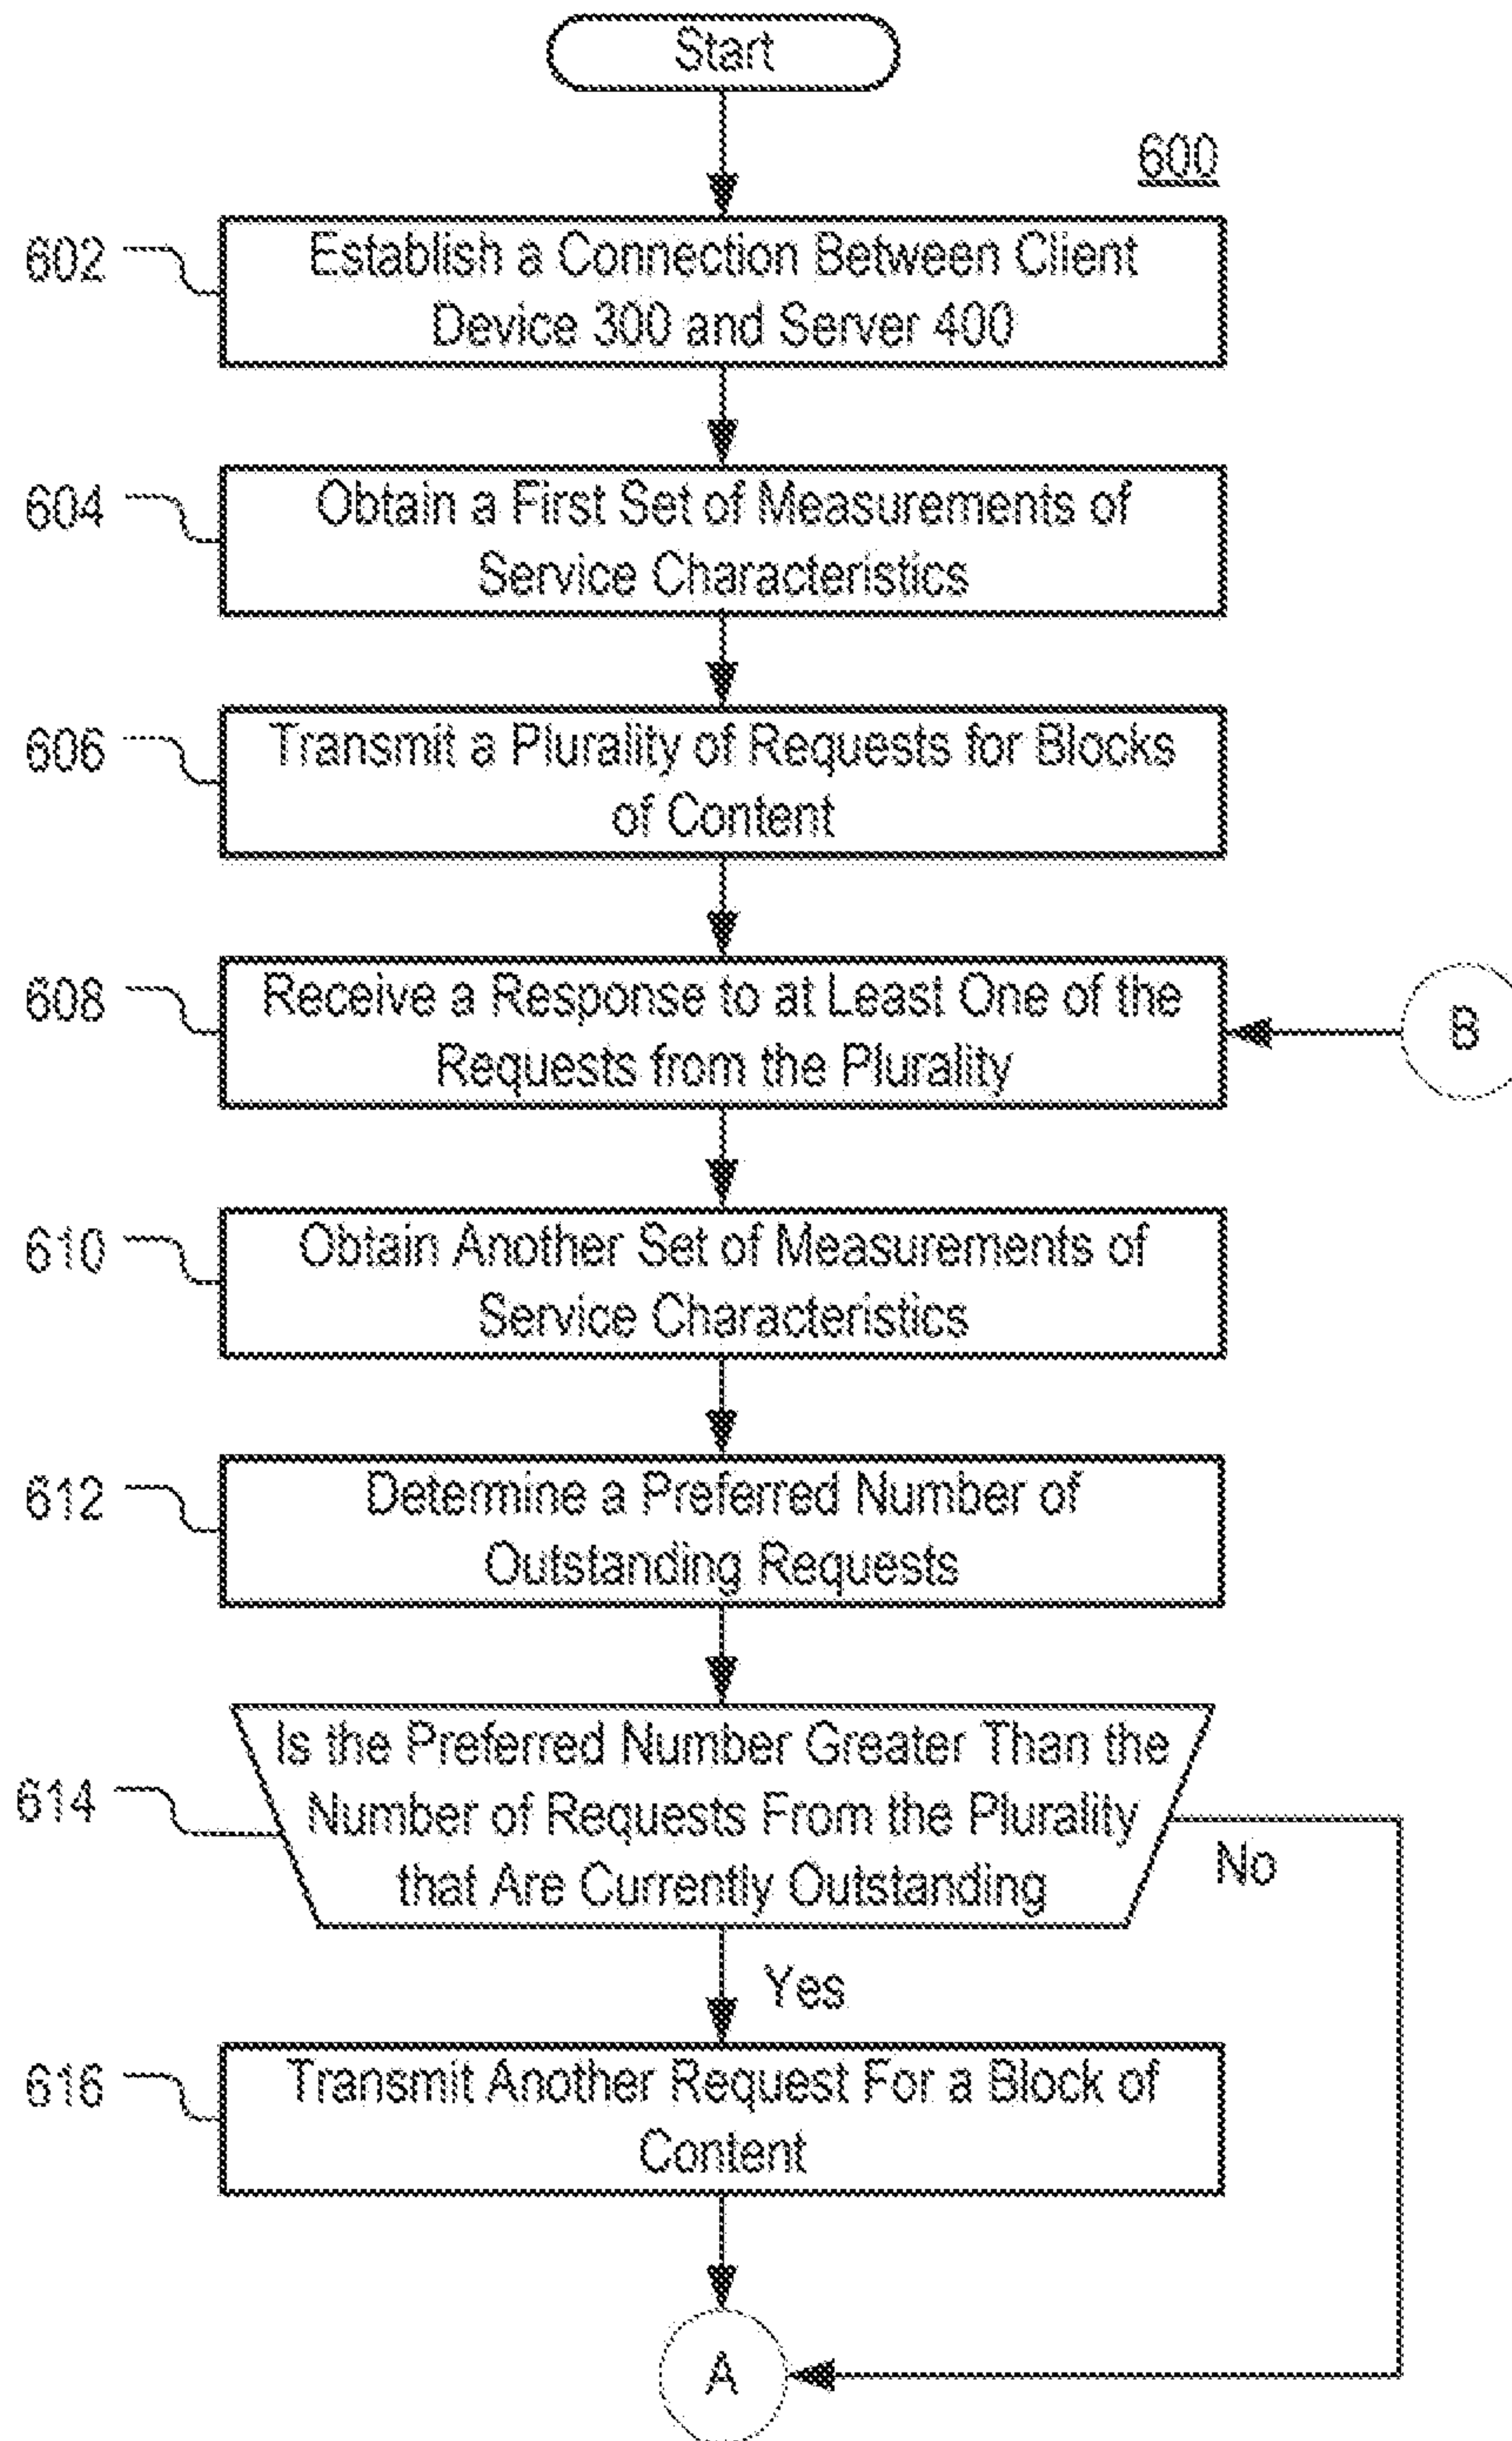 Start
600
602
Establish a Connection Between Client
Device 300 and Server 400
604
Obtain a First Set of Measurements of
Service Characteristics
606
Transmit a Plurality of Requests for Blocks
of Content
608
Receive a Response to at Least One of the
Requests from the Plurality
B
610
Obtain Another Set of Measurements of
Service Characteristics
612
Determine a Preferred Number of
Outstanding Requests
614
Is the Preferred Number Greater Than the
Number of Requests From the Plurality
that Are Currently Outstanding
No
Yes
616
Transmit Another Request For a Block of
Content
A